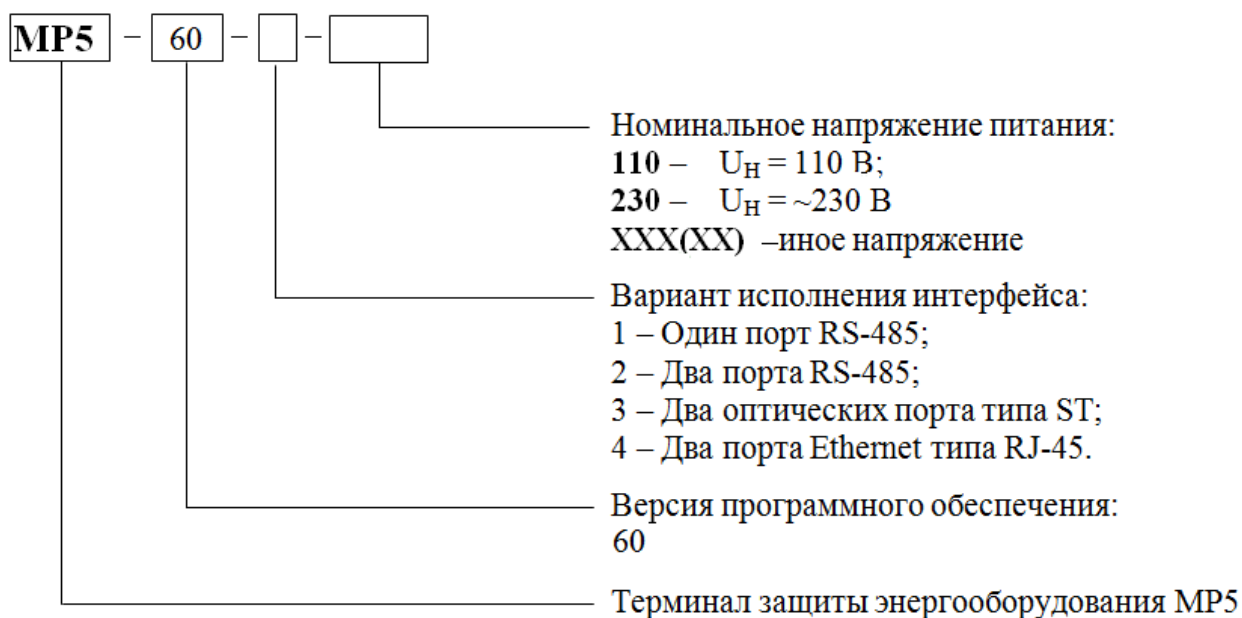 МР5 – 60 – –
Номинальное напряжение питания:
110 – UН = 110 В;
230 – UН = ~230 В
XXX(XX) –иное напряжение
Вариант исполнения интерфейса:
1 – Один порт RS-485;
2 – Два порта RS-485;
3 – Два оптических порта типа ST;
4 – Два порта Ethernet типа RJ-45.
Версия программного обеспечения:
60
Терминал защиты энергооборудования МР5